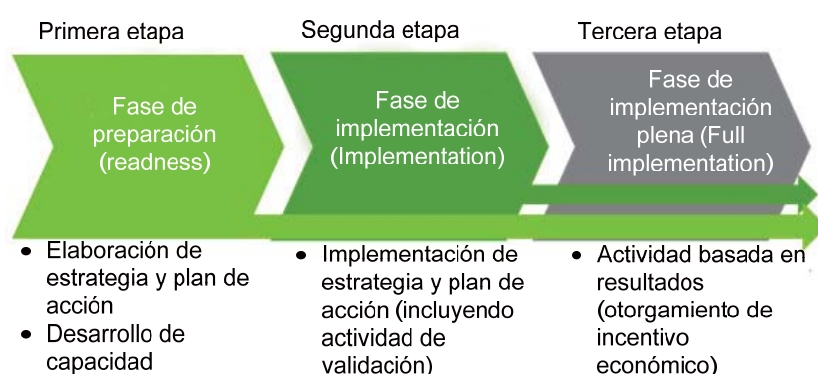 Primera etapa
Segunda etapa
Tercera etapa
Fase de
preparación
(readness)
Fase de
implementación
(Implementation)
Fase de
implementación
plena (Full
implementation)
• Elaboración de
estrategia y plan de
acción
• Desarrollo de
capacidad
• Implementación de
estrategia y plan de
acción (incluyendo
actividad de
validación)
• Actividad basada en
resultados
(otorgamiento de
incentivo
económico)